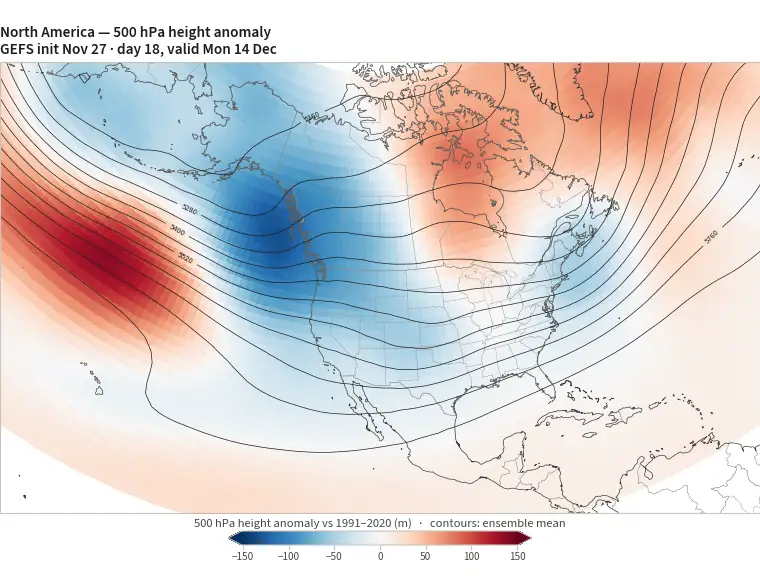 North America — 500 hPa height anomaly
GEFS init Nov 27 · day 18, valid Mon 14 Dec
5280
5400
5520
5760
500 hPa height anomaly vs 1991–2020 (m) · contours: ensemble mean
−150 −100 −50 0 50 100 150